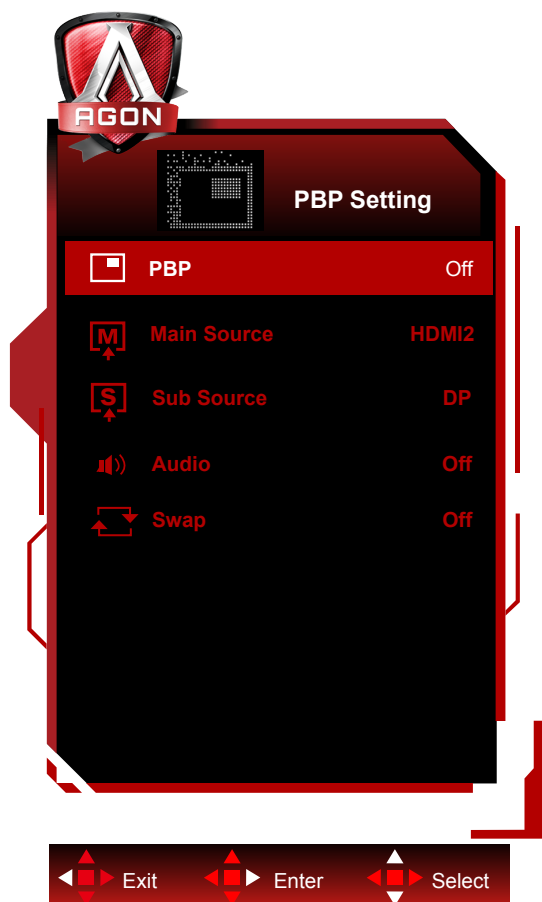 AGON
PBP Setting
PBP Off
M Main Source HDMI2
S Sub Source DP
Audio Off
Swap Off
Exit Enter Select